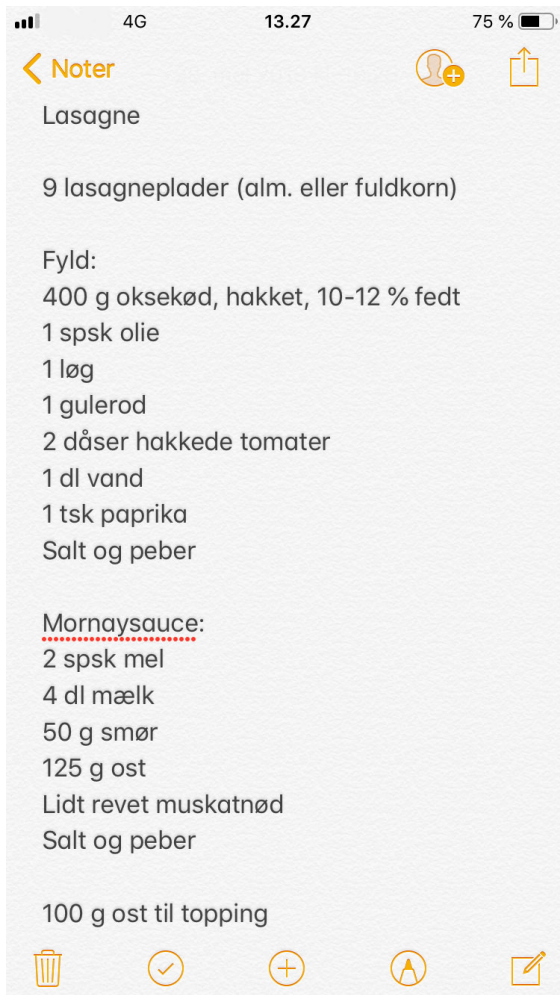 4G 13.27 75 %
Noter
Lasagne
9 lasagneplader (alm. eller fuldkorn)
Fyld:
400 g oksekød, hakket, 10-12 % fedt
1 spsk olie
1 løg
1 gulerod
2 dåser hakkede tomater
1 dl vand
1 tsk paprika
Salt og peber
Mornaysauce:
2 spsk mel
4 dl mælk
50 g smør
125 g ost
Lidt revet muskatnød
Salt og peber
100 g ost til topping